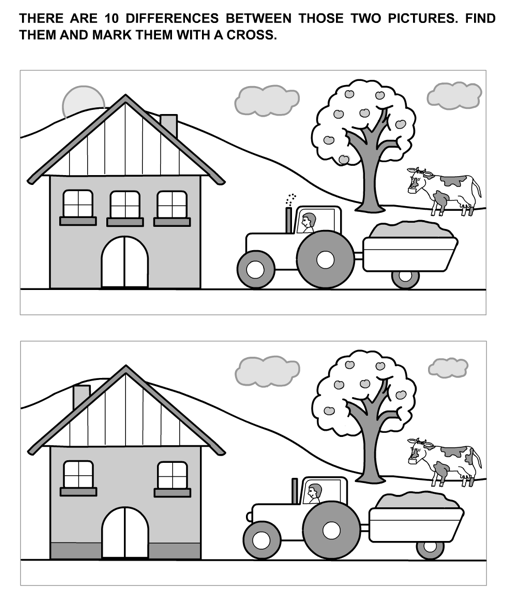 THERE ARE 10 DIFFERENCES BETWEEN THOSE TWO PICTURES. FIND
THEM AND MARK THEM WITH A CROSS.